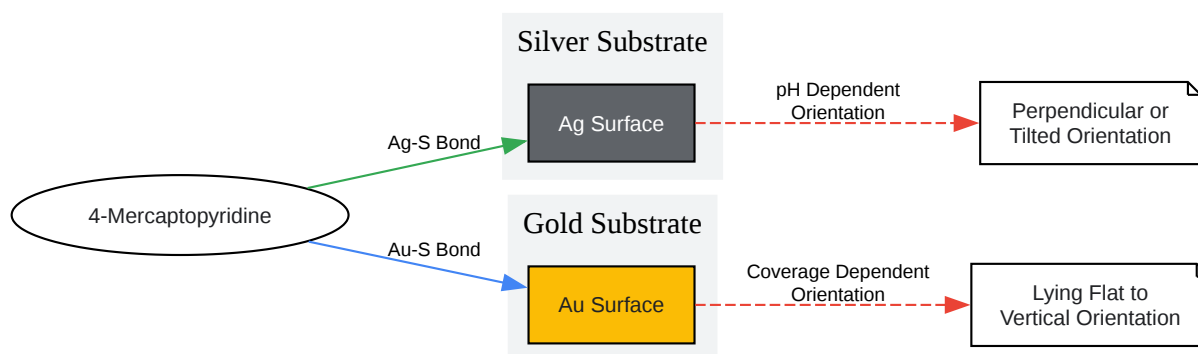 Silver Substrate
Ag Surface
pH Dependent
Orientation
Perpendicular or
Tilted Orientation
Ag-S Bond
4-Mercaptopyridine
Au-S Bond
Gold Substrate
Au Surface
Coverage Dependent
Orientation
Lying Flat to
Vertical Orientation